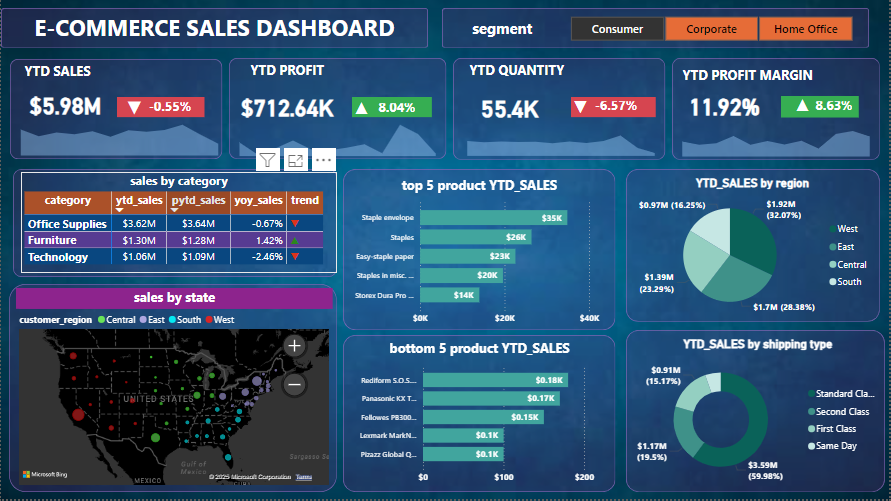 E-COMMERCE SALES DASHBOARD
segment
Consumer
Corporate
Home Office
YTD SALES
$5.98M
▼ -0.55%
YTD PROFIT
$712.64K
▲ 8.04%
YTD QUANTITY
55.4K
▼ -6.57%
YTD PROFIT MARGIN
11.92%
▲ 8.63%
sales by category
category ytd_sales pytd_sales yoy_sales trend
Office Supplies $3.62M $3.64M -0.67% ▼
Furniture $1.30M $1.28M 1.42% ▲
Technology $1.06M $1.09M -2.46% ▼
sales by state
customer_region Central East South West
UNITED STATES
Gulf of
Mexico
Sargasso Se
MEXICO
Microsoft Bing
© 2025 Microsoft Corporation Terms
top 5 product YTD_SALES
Staple envelope $35K
Staples $26K
Easy-staple paper $23K
Staples in misc. ... $20K
Storex Dura Pro ... $14K
$0K $20K $40K
bottom 5 product YTD_SALES
Rediform S.O.S... $0.18K
Panasonic KX T... $0.17K
Fellowes PB300... $0.15K
Lexmark MarkN... $0.1K
Pizazz Global Q... $0.1K
$0 $100 $200
YTD_SALES by region
$0.97M (16.25%)
$1.92M
(32.07%)
$1.39M
(23.29%)
$1.7M (28.38%)
West
East
Central
South
YTD_SALES by shipping type
$0.91M
(15.17%)
$1.17M
(19.5%)
$3.59M
(59.98%)
Standard Cla...
Second Class
First Class
Same Day